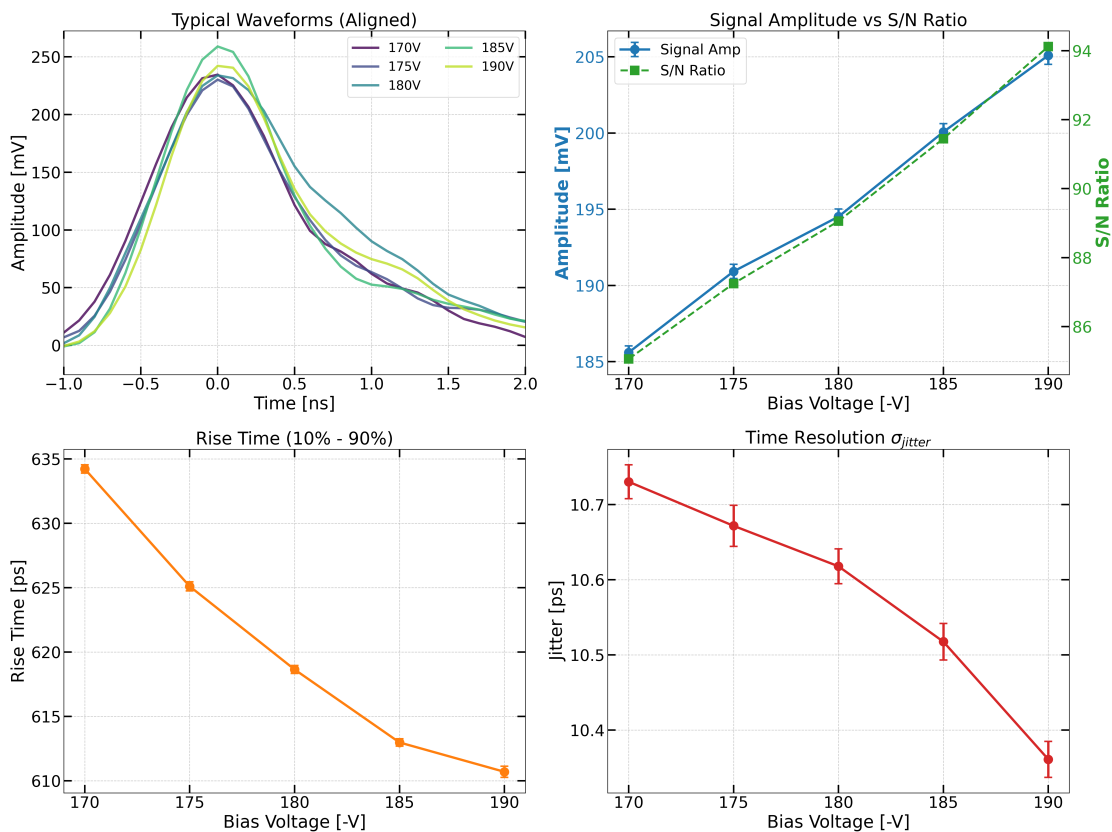 Typical Waveforms (Aligned)
Amplitude [mV]
250
200
150
100
50
0
170V
175V
180V
185V
190V
−1.0 −0.5 0.0 0.5 1.0 1.5 2.0
Time [ns]
Signal Amplitude vs S/N Ratio
Amplitude [mV]
205
200
195
190
185
Signal Amp
S/N Ratio
94
92
90
88
86
S/N Ratio
170 175 180 185 190
Bias Voltage [-V]
Rise Time (10% - 90%)
Rise Time [ps]
635
630
625
620
615
610
170 175 180 185 190
Bias Voltage [-V]
Time Resolution σjitter
Jitter [ps]
10.7
10.6
10.5
10.4
170 175 180 185 190
Bias Voltage [-V]